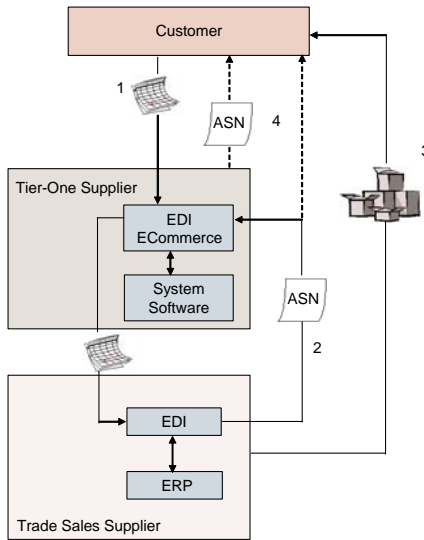 Customer
1
ASN
4
3
Tier-One Supplier
EDI
ECommerce
System
Software
ASN
2
EDI
ERP
Trade Sales Supplier